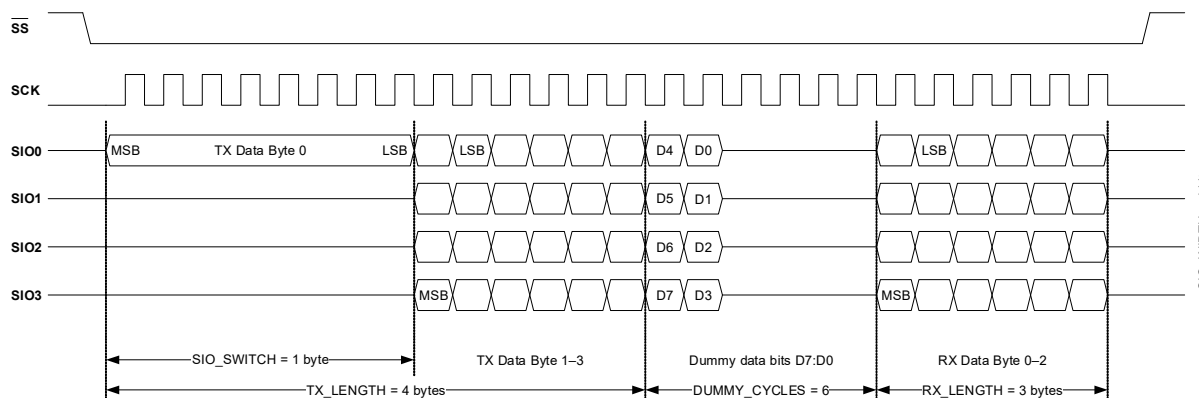 SS
SCK
SIO0 MSB TX Data Byte 0 LSB LSB D4 D0 LSB
SIO1 D5 D1
SIO2 D6 D2
SIO3 MSB D7 D3 MSB
SIO_SWITCH = 1 byte TX Data Byte 1–3 Dummy data bits D7:D0 RX Data Byte 0–2
TX_LENGTH = 4 bytes DUMMY_CYCLES = 6 RX_LENGTH = 3 bytes